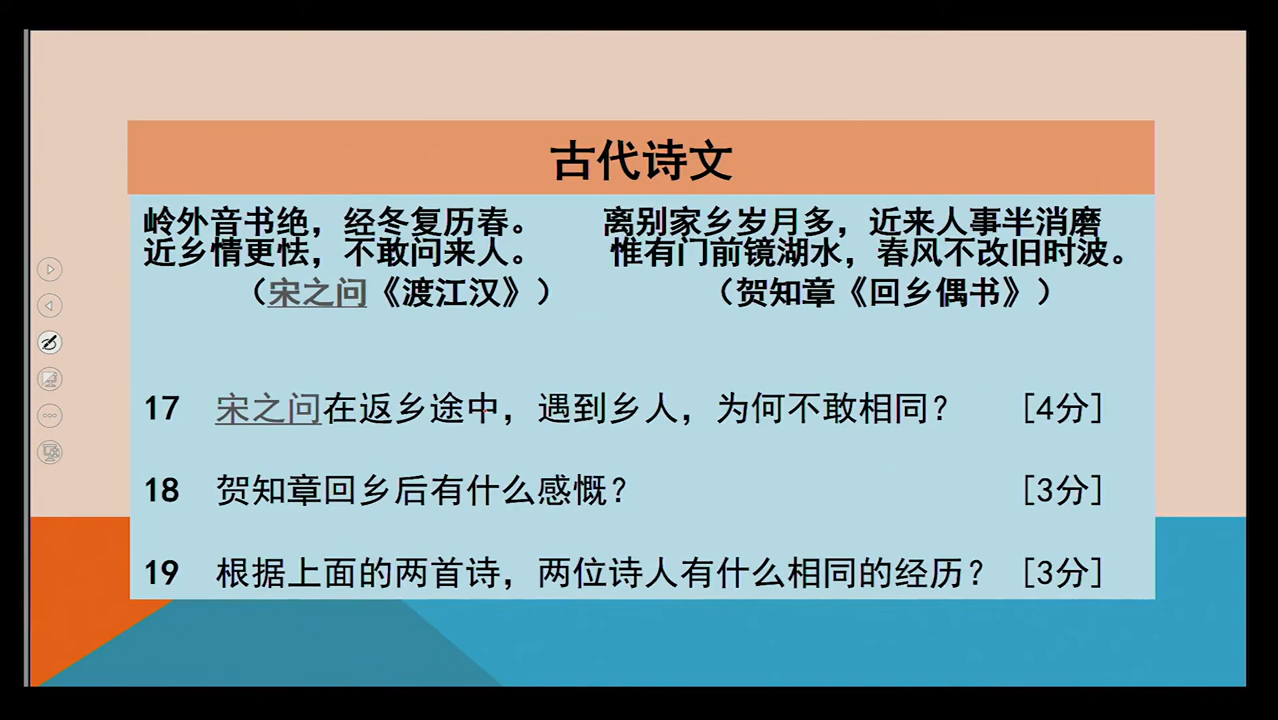 古代诗文
岭外音书绝，经冬复历春。
近乡情更怯，不敢问来人。
（宋之问《渡江汉》）
离别家乡岁月多，近来人事半消磨
惟有门前镜湖水，春风不改旧时波。
（贺知章《回乡偶书》）
17 宋之问在返乡途中，遇到乡人，为何不敢相同？ [4分]
18 贺知章回乡后有什么感慨？ [3分]
19 根据上面的两首诗，两位诗人有什么相同的经历？ [3分]